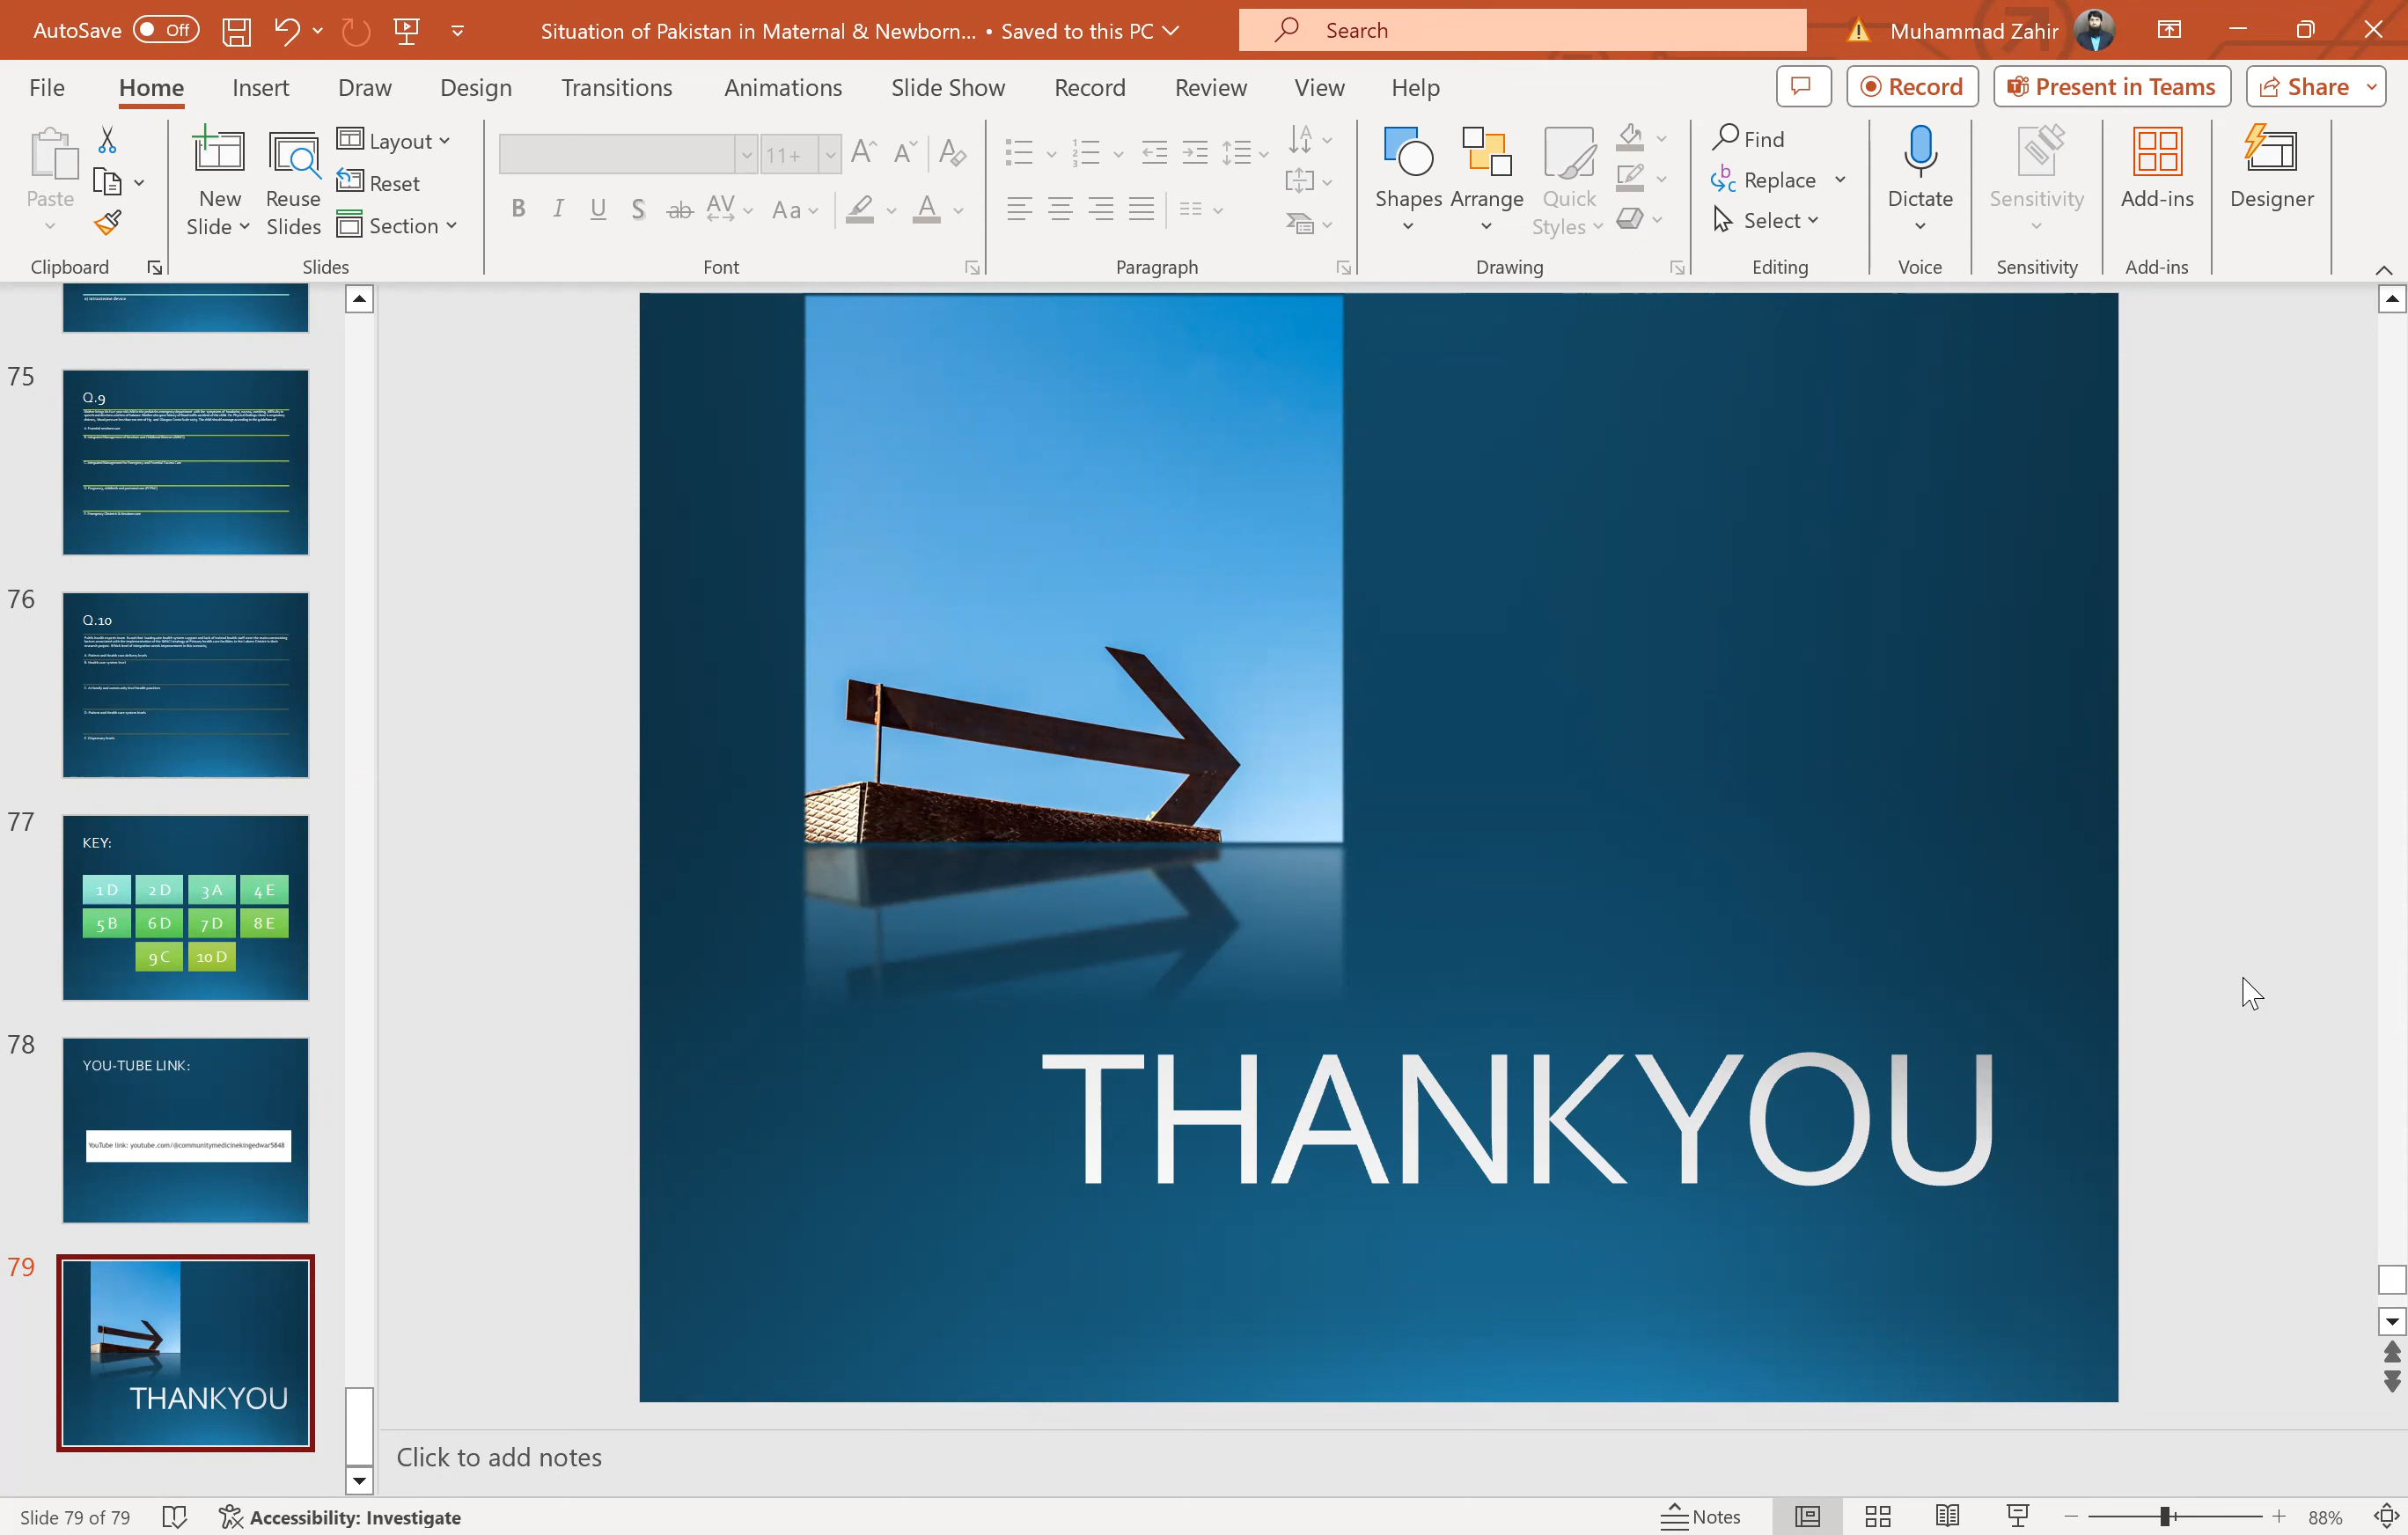 AutoSave Off
Situation of Pakistan in Maternal & Newborn... • Saved to this PC
Search
Muhammad Zahir
File Home Insert Draw Design Transitions Animations Slide Show Record Review View Help
Record Present in Teams Share
Paste
New Slide
Reuse Slides
Layout
Reset
Section
11+
Shapes
Arrange
Quick Styles
Find
Replace
Select
Dictate
Sensitivity
Add-ins
Designer
Clipboard Slides Font Paragraph Drawing Editing Voice Sensitivity Add-ins
75
Q.9
76
Q.10
77
KEY:
1 D 2 D 3 A 4 E
5 B 6 D 7 D 8 E
9 C 10 D
78
YOU-TUBE LINK:
YouTube link: youtube.com/@communitymedicinekingedwar5848
79
THANKYOU
THANKYOU
Click to add notes
Slide 79 of 79
Accessibility: Investigate
Notes
88%